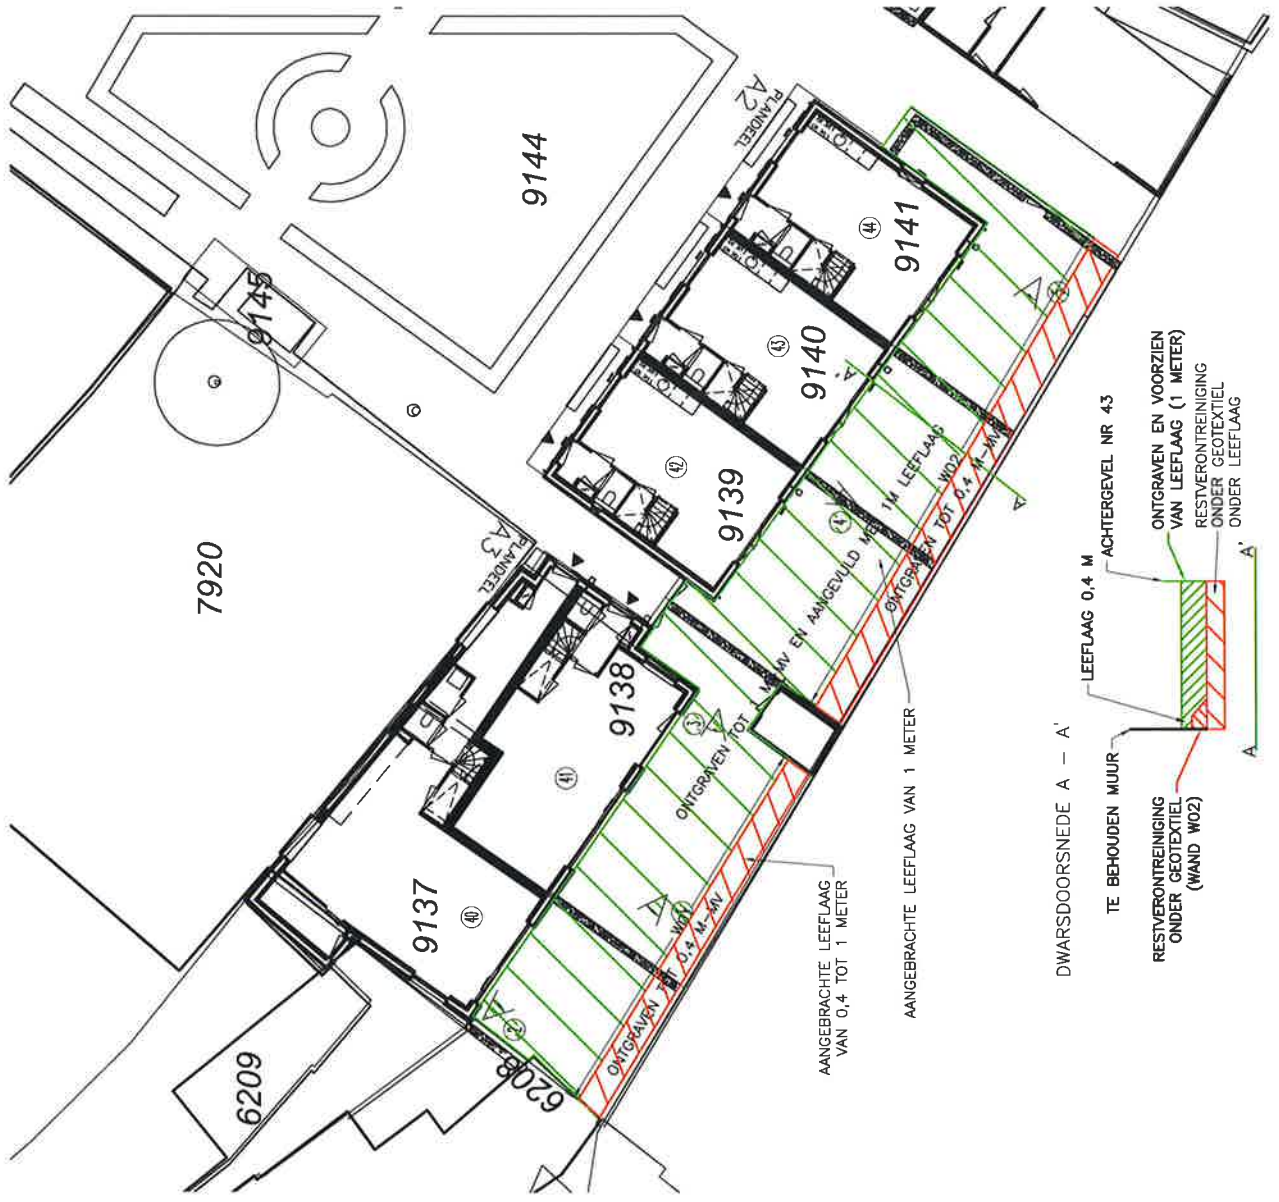 9144
PLANDEEL
A2
9145
7920
PLANDEEL
A3
44
9141
43
9140
42
9139
41
9138
40
9137
6209
6208
ONTGRAVEN TOT 1 M-MV EN AANGEVULD MET 1M LEEFLAAG
ONTGRAVEN TOT 0,4 M-MV
W02
ONTGRAVEN TOT 0,4 M-MV
W01
A
A'
AANGEBRACHTE LEEFLAAG
VAN 0,4 TOT 1 METER
AANGEBRACHTE LEEFLAAG VAN 1 METER
DWARSDOORSNEDE A - A'
TE BEHOUDEN MUUR
LEEFLAAG 0,4 M
ACHTERGEVEL NR 43
ONTGRAVEN EN VOORZIEN
VAN LEEFLAAG (1 METER)
RESTVERONTREINIGING
ONDER GEOTEXTIEL
ONDER LEEFLAAG
RESTVERONTREINIGING
ONDER GEOTEXTIEL
(WAND W02)
A
A'